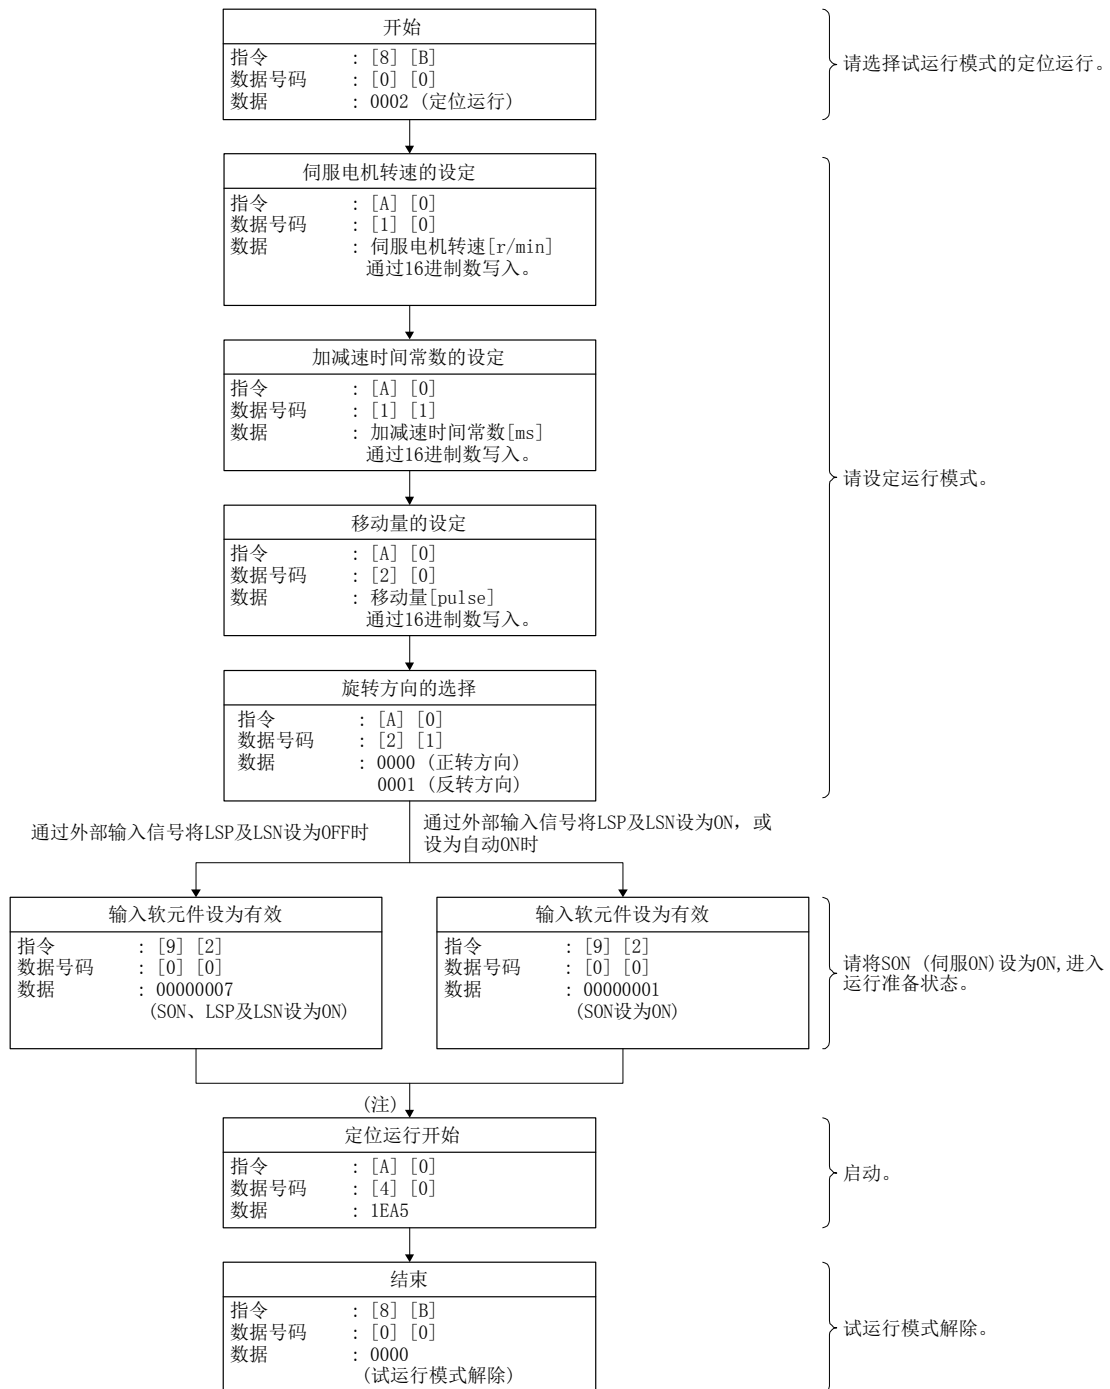 开始
指令 : [8] [B]
数据号码 : [0] [0]
数据 : 0002 (定位运行)
请选择试运行模式的定位运行。
伺服电机转速的设定
指令 : [A] [0]
数据号码 : [1] [0]
数据 : 伺服电机转速[r/min]
通过16进制数写入。
加减速时间常数的设定
指令 : [A] [0]
数据号码 : [1] [1]
数据 : 加减速时间常数[ms]
通过16进制数写入。
请设定运行模式。
移动量的设定
指令 : [A] [0]
数据号码 : [2] [0]
数据 : 移动量[pulse]
通过16进制数写入。
旋转方向的选择
指令 : [A] [0]
数据号码 : [2] [1]
数据 : 0000 (正转方向)
0001 (反转方向)
通过外部输入信号将LSP及LSN设为OFF时
通过外部输入信号将LSP及LSN设为ON，或
设为自动ON时
输入软元件设为有效
指令 : [9] [2]
数据号码 : [0] [0]
数据 : 00000007
(SON、LSP及LSN设为ON)
输入软元件设为有效
指令 : [9] [2]
数据号码 : [0] [0]
数据 : 00000001
(SON设为ON)
请将SON (伺服ON)设为ON,进入
运行准备状态。
(注)
定位运行开始
指令 : [A] [0]
数据号码 : [4] [0]
数据 : 1EA5
启动。
结束
指令 : [8] [B]
数据号码 : [0] [0]
数据 : 0000
(试运行模式解除)
试运行模式解除。